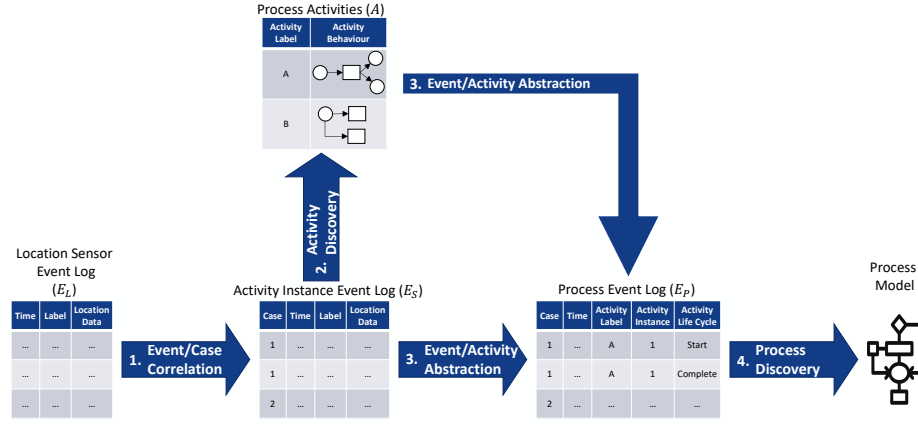 Process Activities (A)
Activity Label Activity Behaviour
A
B
3. Event/Activity Abstraction
2. Activity Discovery
Location Sensor
Event Log
(E_L)
Time Label Location Data
... ... ...
... ... ...
... ... ...
1. Event/Case
Correlation
Activity Instance Event Log (E_S)
Case Time Label Location Data
1 ... ... ...
1 ... ... ...
2 ... ... ...
3. Event/Activity
Abstraction
Process Event Log (E_P)
Case Time Activity Label Activity Instance Activity Life Cycle
1 ... A 1 Start
1 ... A 1 Complete
2 ... ... ... ...
4. Process
Discovery
Process
Model